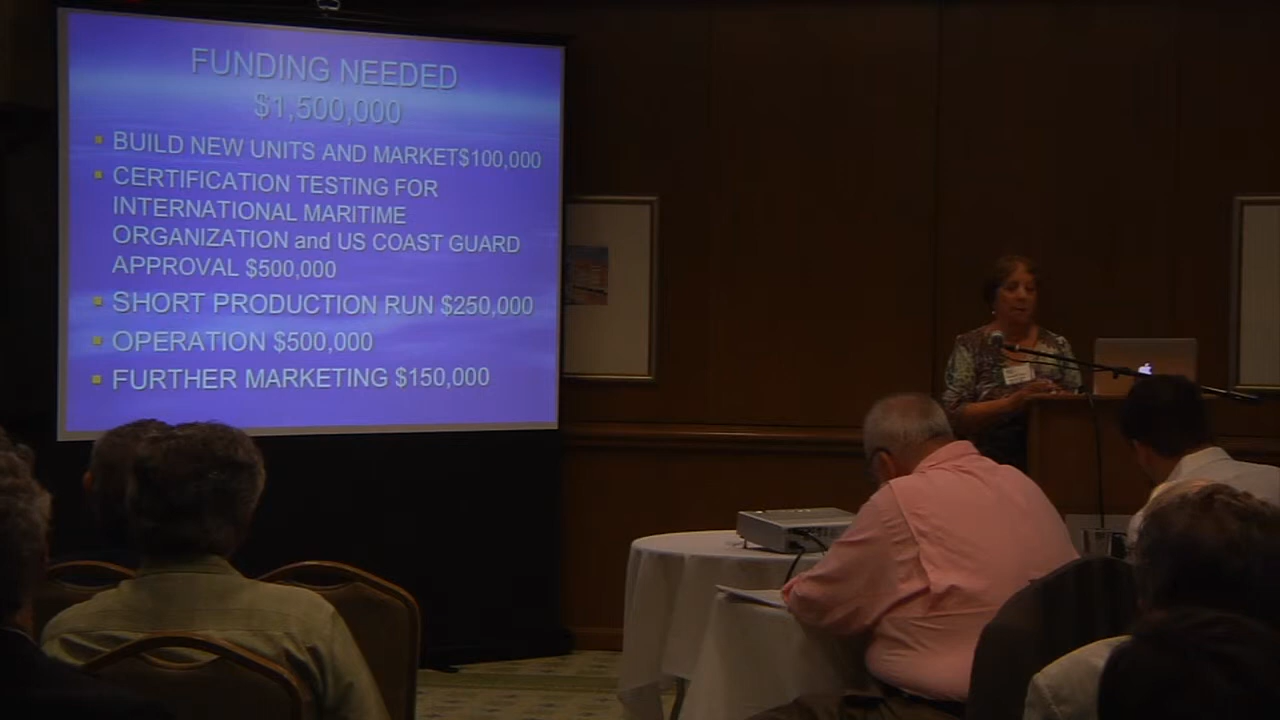 FUNDING NEEDED
$1,500,000
BUILD NEW UNITS AND MARKET$100,000
CERTIFICATION TESTING FOR
INTERNATIONAL MARITIME
ORGANIZATION and US COAST GUARD
APPROVAL $500,000
SHORT PRODUCTION RUN $250,000
OPERATION $500,000
FURTHER MARKETING $150,000